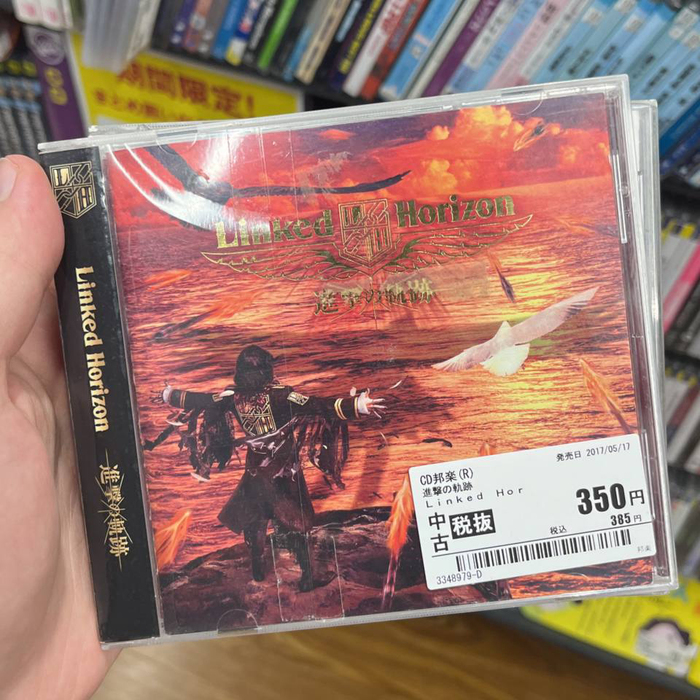 期間限定!
Linked Horizon
進撃の軌跡
Linked Horizon
進撃の軌跡
CD邦楽(R)
発売日 2017/05/17
進撃の軌跡
Linked Hor
中古
税抜
350円
税込
385円
3348979-D
邦楽